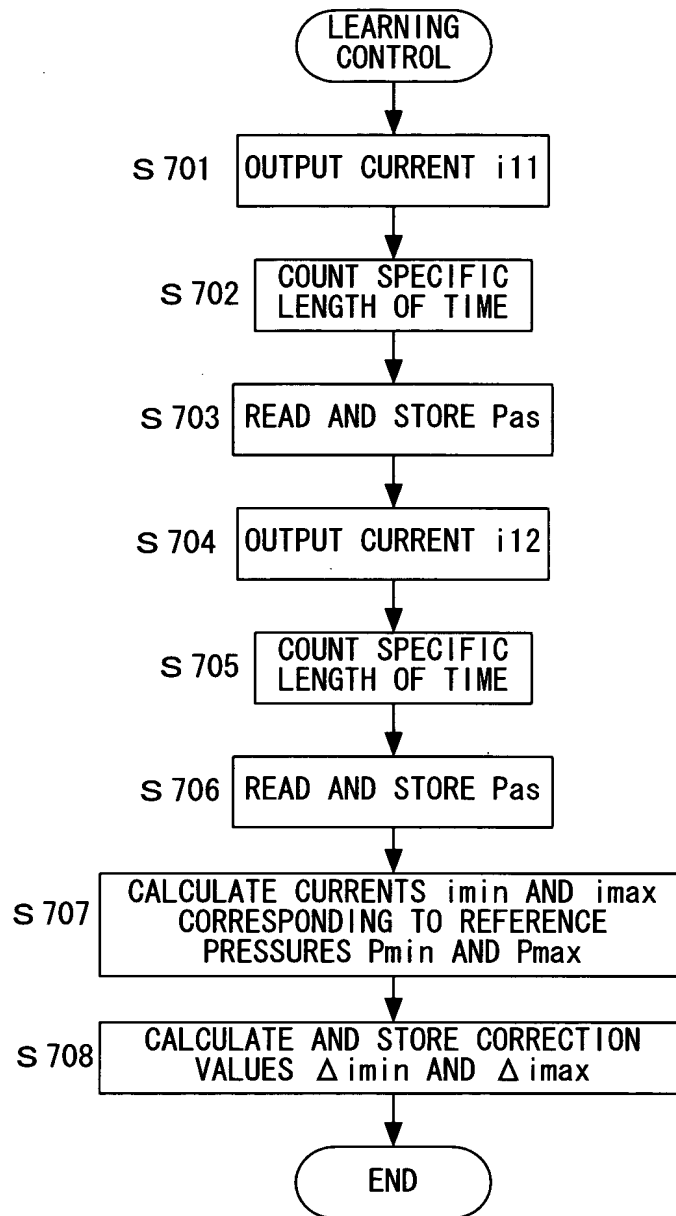 LEARNING
CONTROL
S 701
OUTPUT CURRENT i11
S 702
COUNT SPECIFIC
LENGTH OF TIME
S 703
READ AND STORE Pas
S 704
OUTPUT CURRENT i12
S 705
COUNT SPECIFIC
LENGTH OF TIME
S 706
READ AND STORE Pas
S 707
CALCULATE CURRENTS imin AND imax
CORRESPONDING TO REFERENCE
PRESSURES Pmin AND Pmax
S 708
CALCULATE AND STORE CORRECTION
VALUES Δimin AND Δimax
END